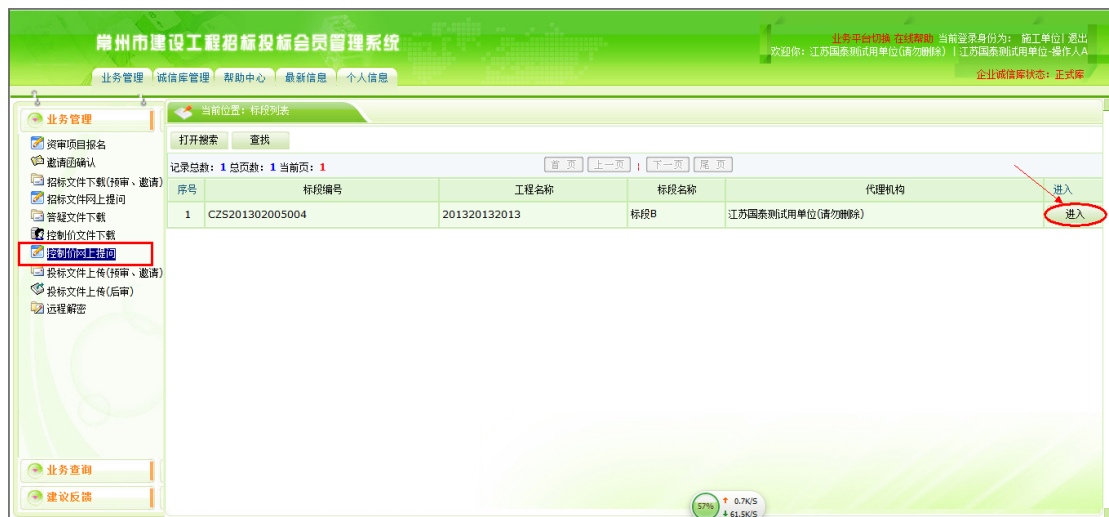 常州市建设工程招标投标会员管理系统
业务平台切换 在线帮助 当前登录身份为： 施工单位| 退出
欢迎你：江苏国泰测试用单位(请勿删除) | 江苏国泰测试用单位-操作人A
业务管理 诚信库管理 帮助中心 最新信息 个人信息
企业诚信库状态：正式库
业务管理
资审项目报名
邀请函确认
招标文件下载(预审、邀请)
招标文件网上提问
答疑文件下载
控制价文件下载
控制价网上提问
投标文件上传(预审、邀请)
投标文件上传(后审)
远程解密
业务查询
建议反馈
当前位置：标段列表
打开搜索 查找
记录总数：1 总页数：1 当前页：1
首 页 上一页 | 下一页 尾 页
序号 标段编号 工程名称 标段名称 代理机构 进入
1 CZS201302005004 201320132013 标段B 江苏国泰测试用单位(请勿删除) 进入
57% ↑ 0.7K/S
↓ 61.5K/S